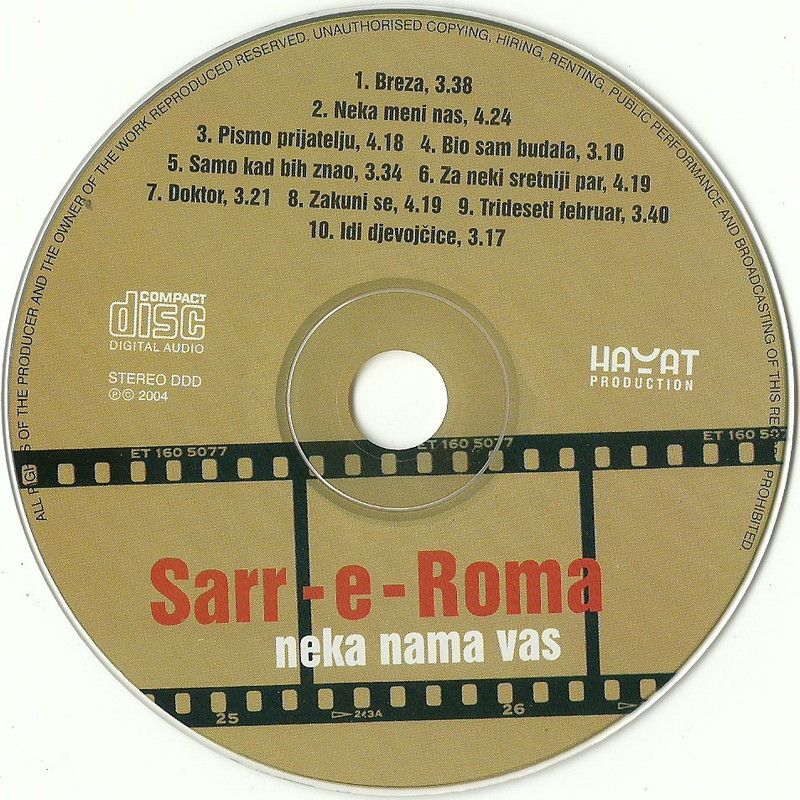 ALL RIGHTS OF THE PRODUCER AND THE OWNER OF THE WORK REPRODUCED RESERVED. UNAUTHORISED COPYING, HIRING, RENTING, PUBLIC PERFORMANCE AND BROADCASTING OF THIS RECORD PROHIBITED.
1. Breza, 3.38
2. Neka meni nas, 4.24
3. Pismo prijatelju, 4.18 4. Bio sam budala, 3.10
5. Samo kad bih znao, 3.34 6. Za neki sretniji par, 4.19
7. Doktor, 3.21 8. Zakuni se, 4.19 9. Trideseti februar, 3.40
10. Idi djevojčice, 3.17
COMPACT
disc
DIGITAL AUDIO
STEREO DDD
℗© 2004
HAYAT
PRODUCTION
ET 160 5077 ET 160 5077 ET 160 507
Sarr-e-Roma
neka nama vas
25 ▷243A 26